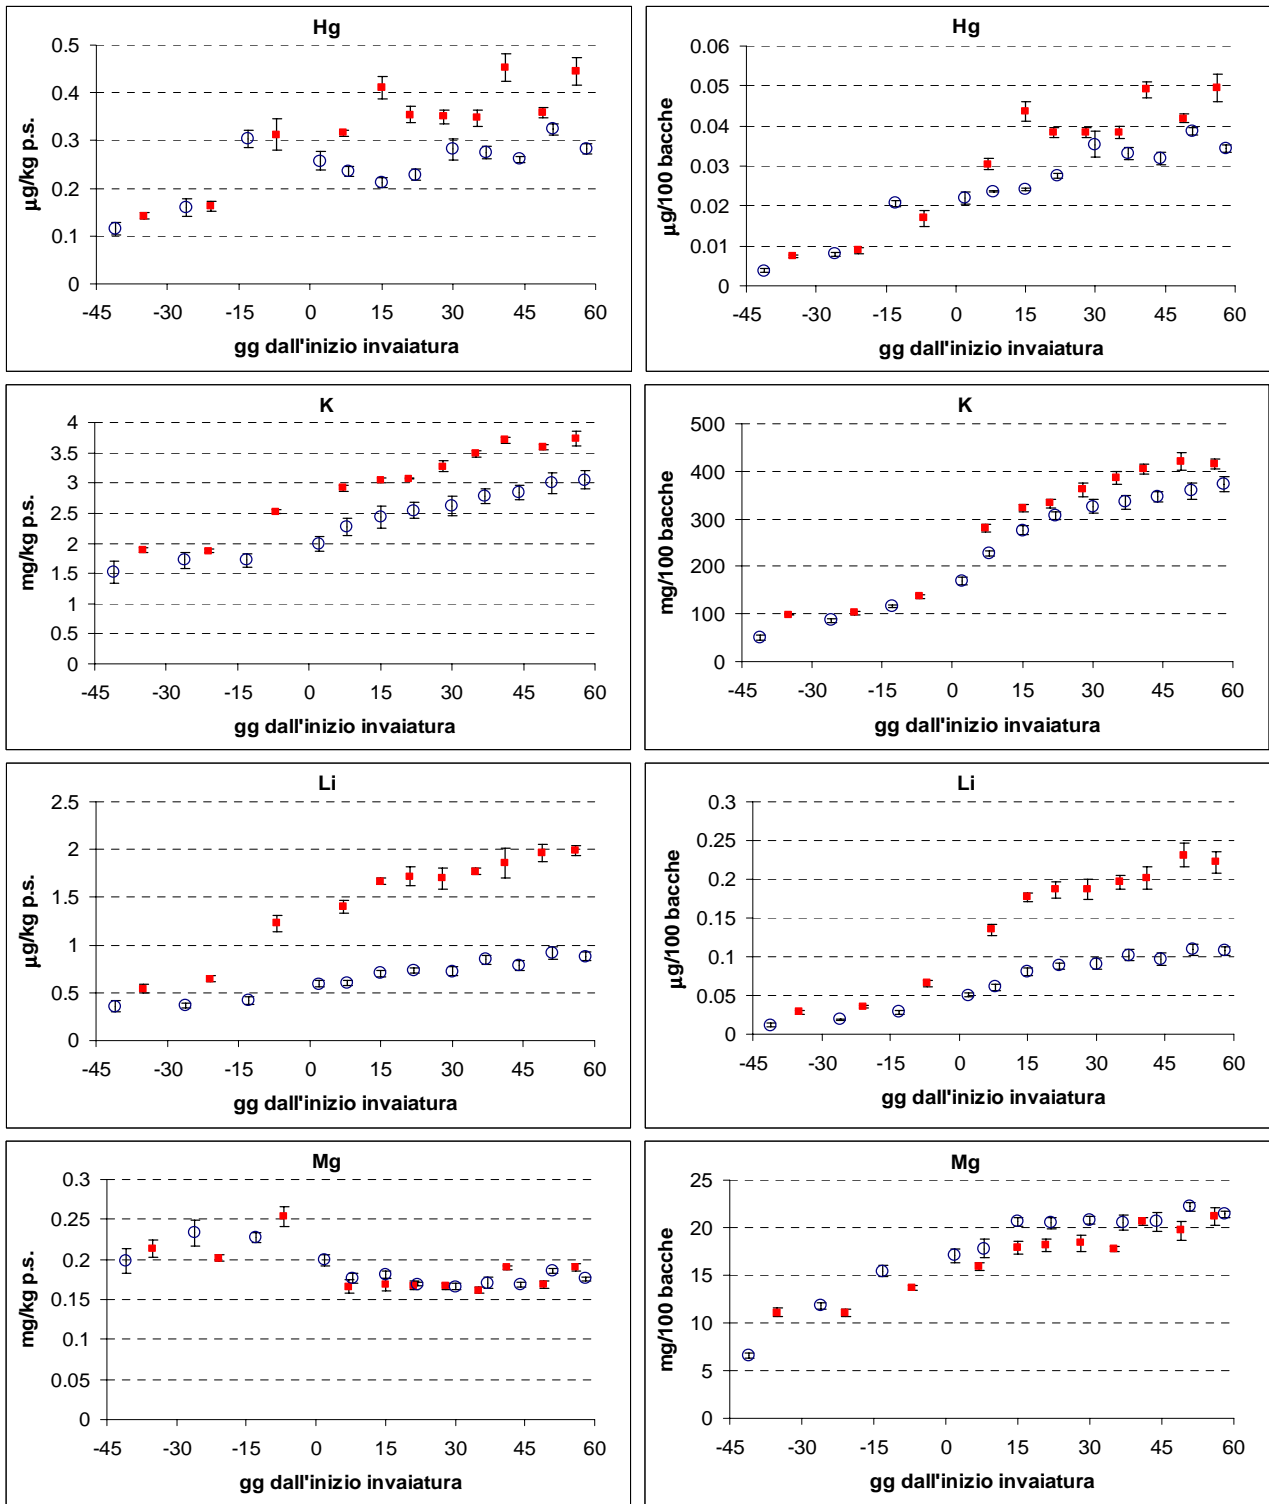 Hg
0.5
0.4
0.3
0.2
0.1
0
µg/kg p.s.
-45 -30 -15 0 15 30 45 60
gg dall'inizio invaiatura
Hg
0.06
0.05
0.04
0.03
0.02
0.01
0
µg/100 bacche
-45 -30 -15 0 15 30 45 60
gg dall'inizio invaiatura
K
4
3.5
3
2.5
2
1.5
1
0.5
0
mg/kg p.s.
-45 -30 -15 0 15 30 45 60
gg dall'inizio invaiatura
K
500
400
300
200
100
0
mg/100 bacche
-45 -30 -15 0 15 30 45 60
gg dall'inizio invaiatura
Li
2.5
2
1.5
1
0.5
0
µg/kg p.s.
-45 -30 -15 0 15 30 45 60
gg dall'inizio invaiatura
Li
0.3
0.25
0.2
0.15
0.1
0.05
0
µg/100 bacche
-45 -30 -15 0 15 30 45 60
gg dall'inizio invaiatura
Mg
0.3
0.25
0.2
0.15
0.1
0.05
0
mg/kg p.s.
-45 -30 -15 0 15 30 45 60
gg dall'inizio invaiatura
Mg
25
20
15
10
5
0
mg/100 bacche
-45 -30 -15 0 15 30 45 60
gg dall'inizio invaiatura